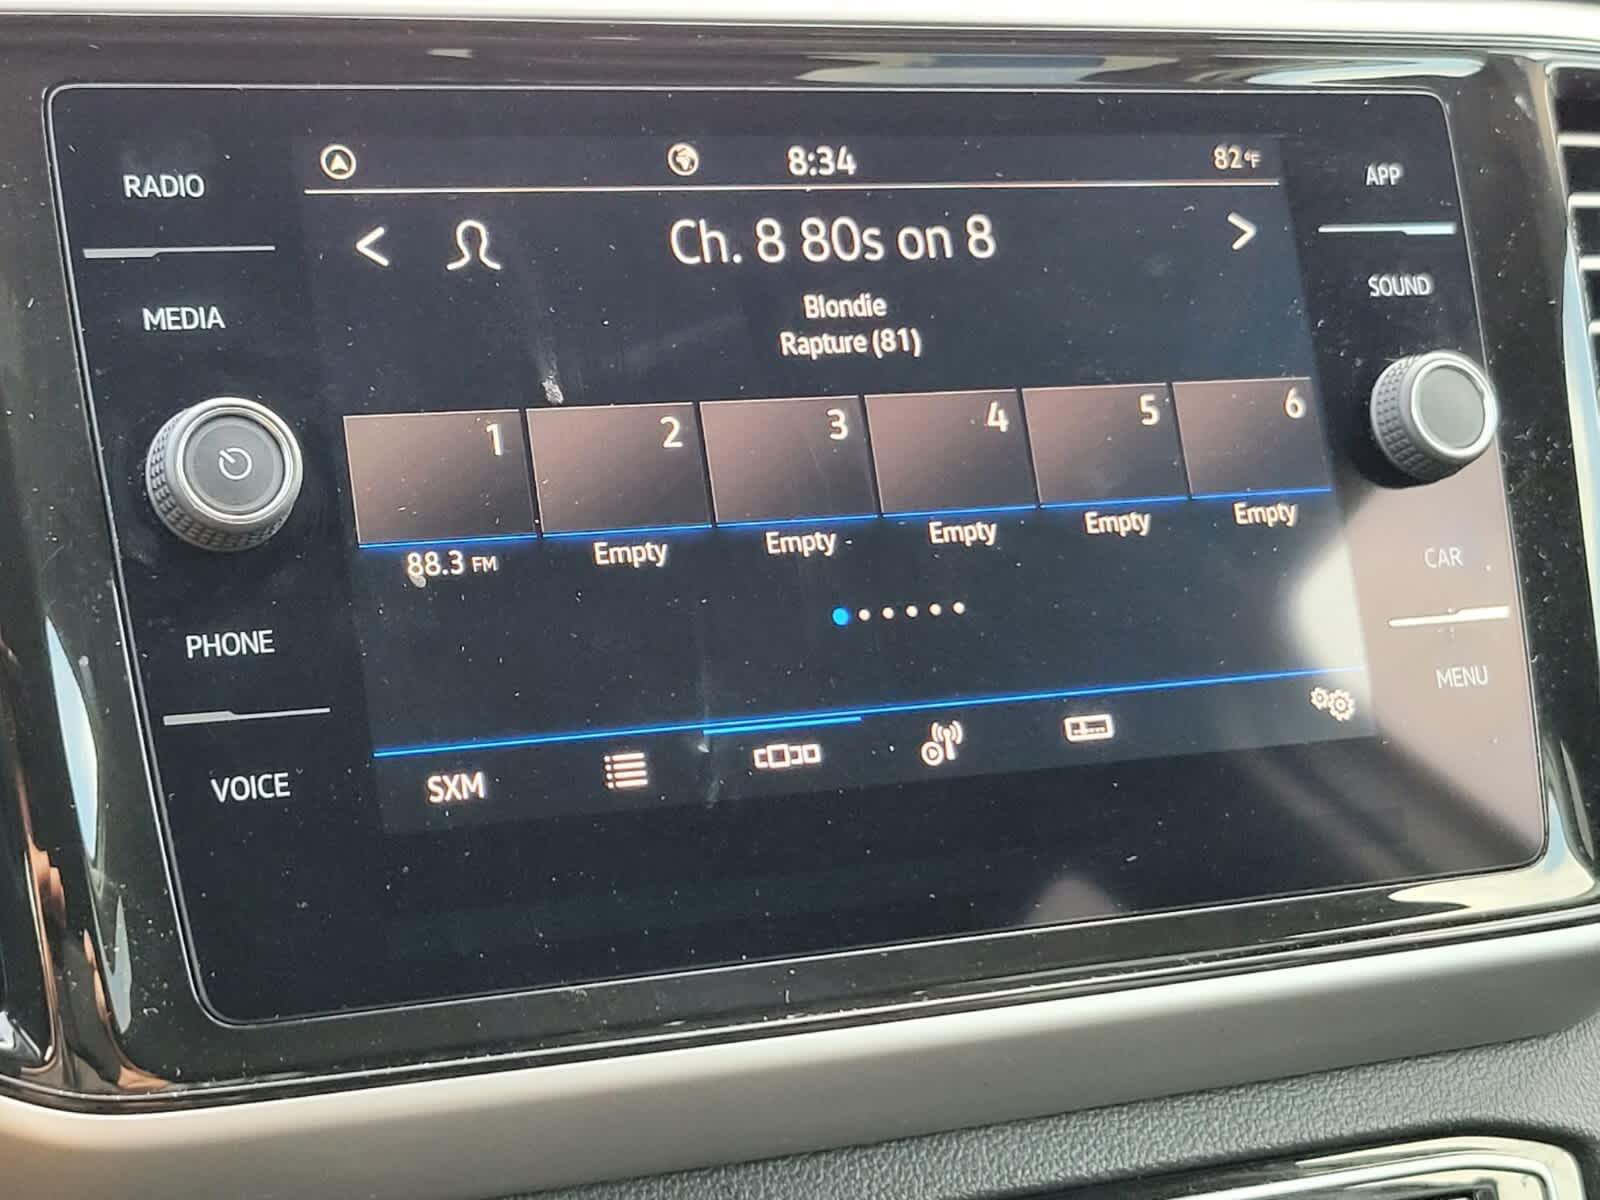 RADIO
MEDIA
PHONE
VOICE
8:34
82°F
Ch. 8 80s on 8
Blondie
Rapture (81)
1 2 3 4 5 6
88.3 FM Empty Empty Empty Empty Empty
SXM
APP
SOUND
CAR
MENU